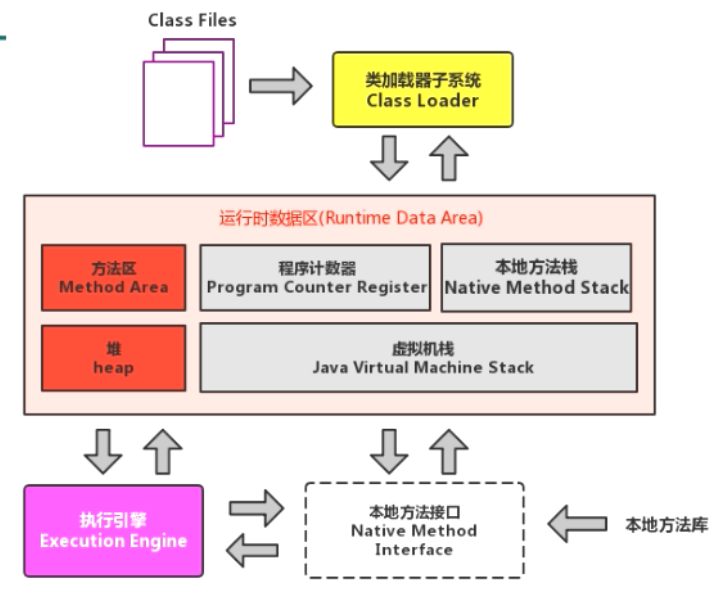 Class Files
类加载器子系统
Class Loader
运行时数据区(Runtime Data Area)
方法区
Method Area
程序计数器
Program Counter Register
本地方法栈
Native Method Stack
堆
heap
虚拟机栈
Java Virtual Machine Stack
执行引擎
Execution Engine
本地方法接口
Native Method
Interface
本地方法库